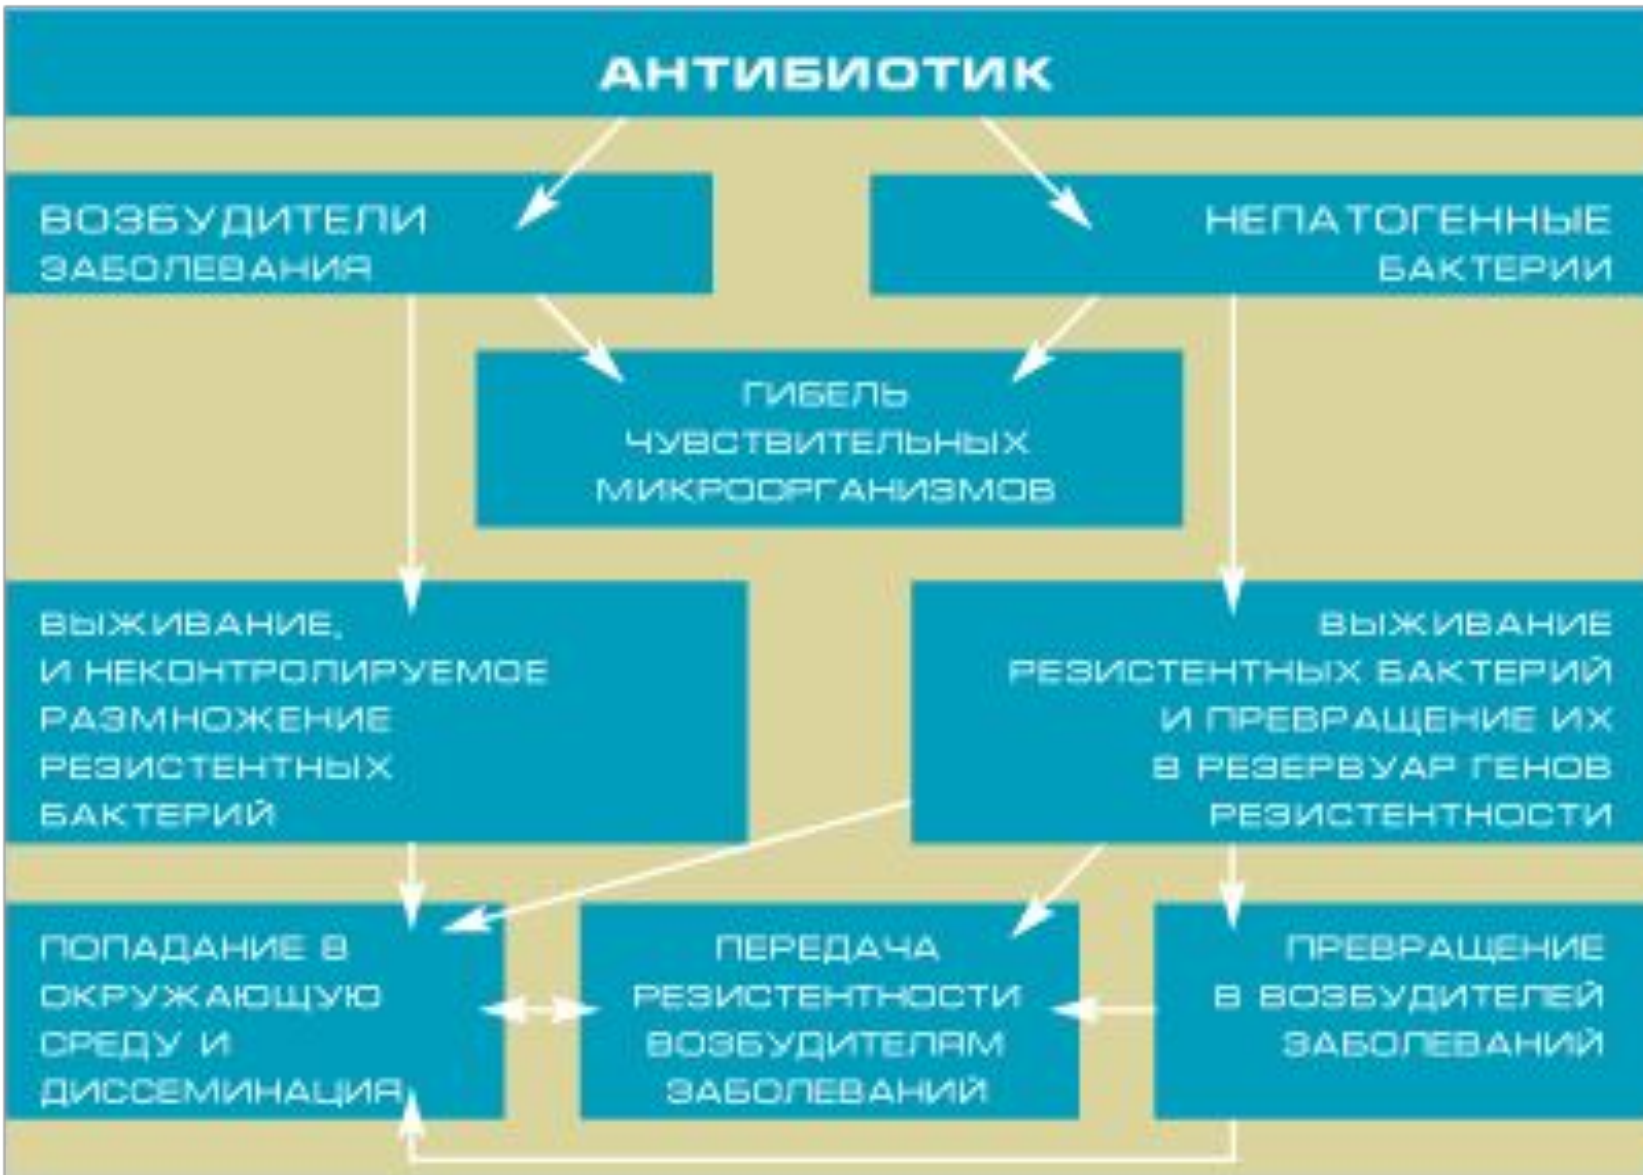 АНТИБИОТИК
ВОЗБУДИТЕЛИ
ЗАБОЛЕВАНИЯ
НЕПАТОГЕННЫЕ
БАКТЕРИИ
ГИБЕЛЬ
ЧУВСТВИТЕЛЬНЫХ
МИКРООРГАНИЗМОВ
ВЫЖИВАНИЕ,
И НЕКОНТРОЛИРУЕМОЕ
РАЗМНОЖЕНИЕ
РЕЗИСТЕНТНЫХ
БАКТЕРИЙ
ВЫЖИВАНИЕ
РЕЗИСТЕНТНЫХ БАКТЕРИЙ
И ПРЕВРАЩЕНИЕ ИХ
В РЕЗЕРВУАР ГЕНОВ
РЕЗИСТЕНТНОСТИ
ПОПАДАНИЕ В
ОКРУЖАЮЩУЮ
СРЕДУ И
ДИССЕМИНАЦИЯ
ПЕРЕДАЧА
РЕЗИСТЕНТНОСТИ
ВОЗБУДИТЕЛЯМ
ЗАБОЛЕВАНИЙ
ПРЕВРАЩЕНИЕ
В ВОЗБУДИТЕЛЕЙ
ЗАБОЛЕВАНИЙ